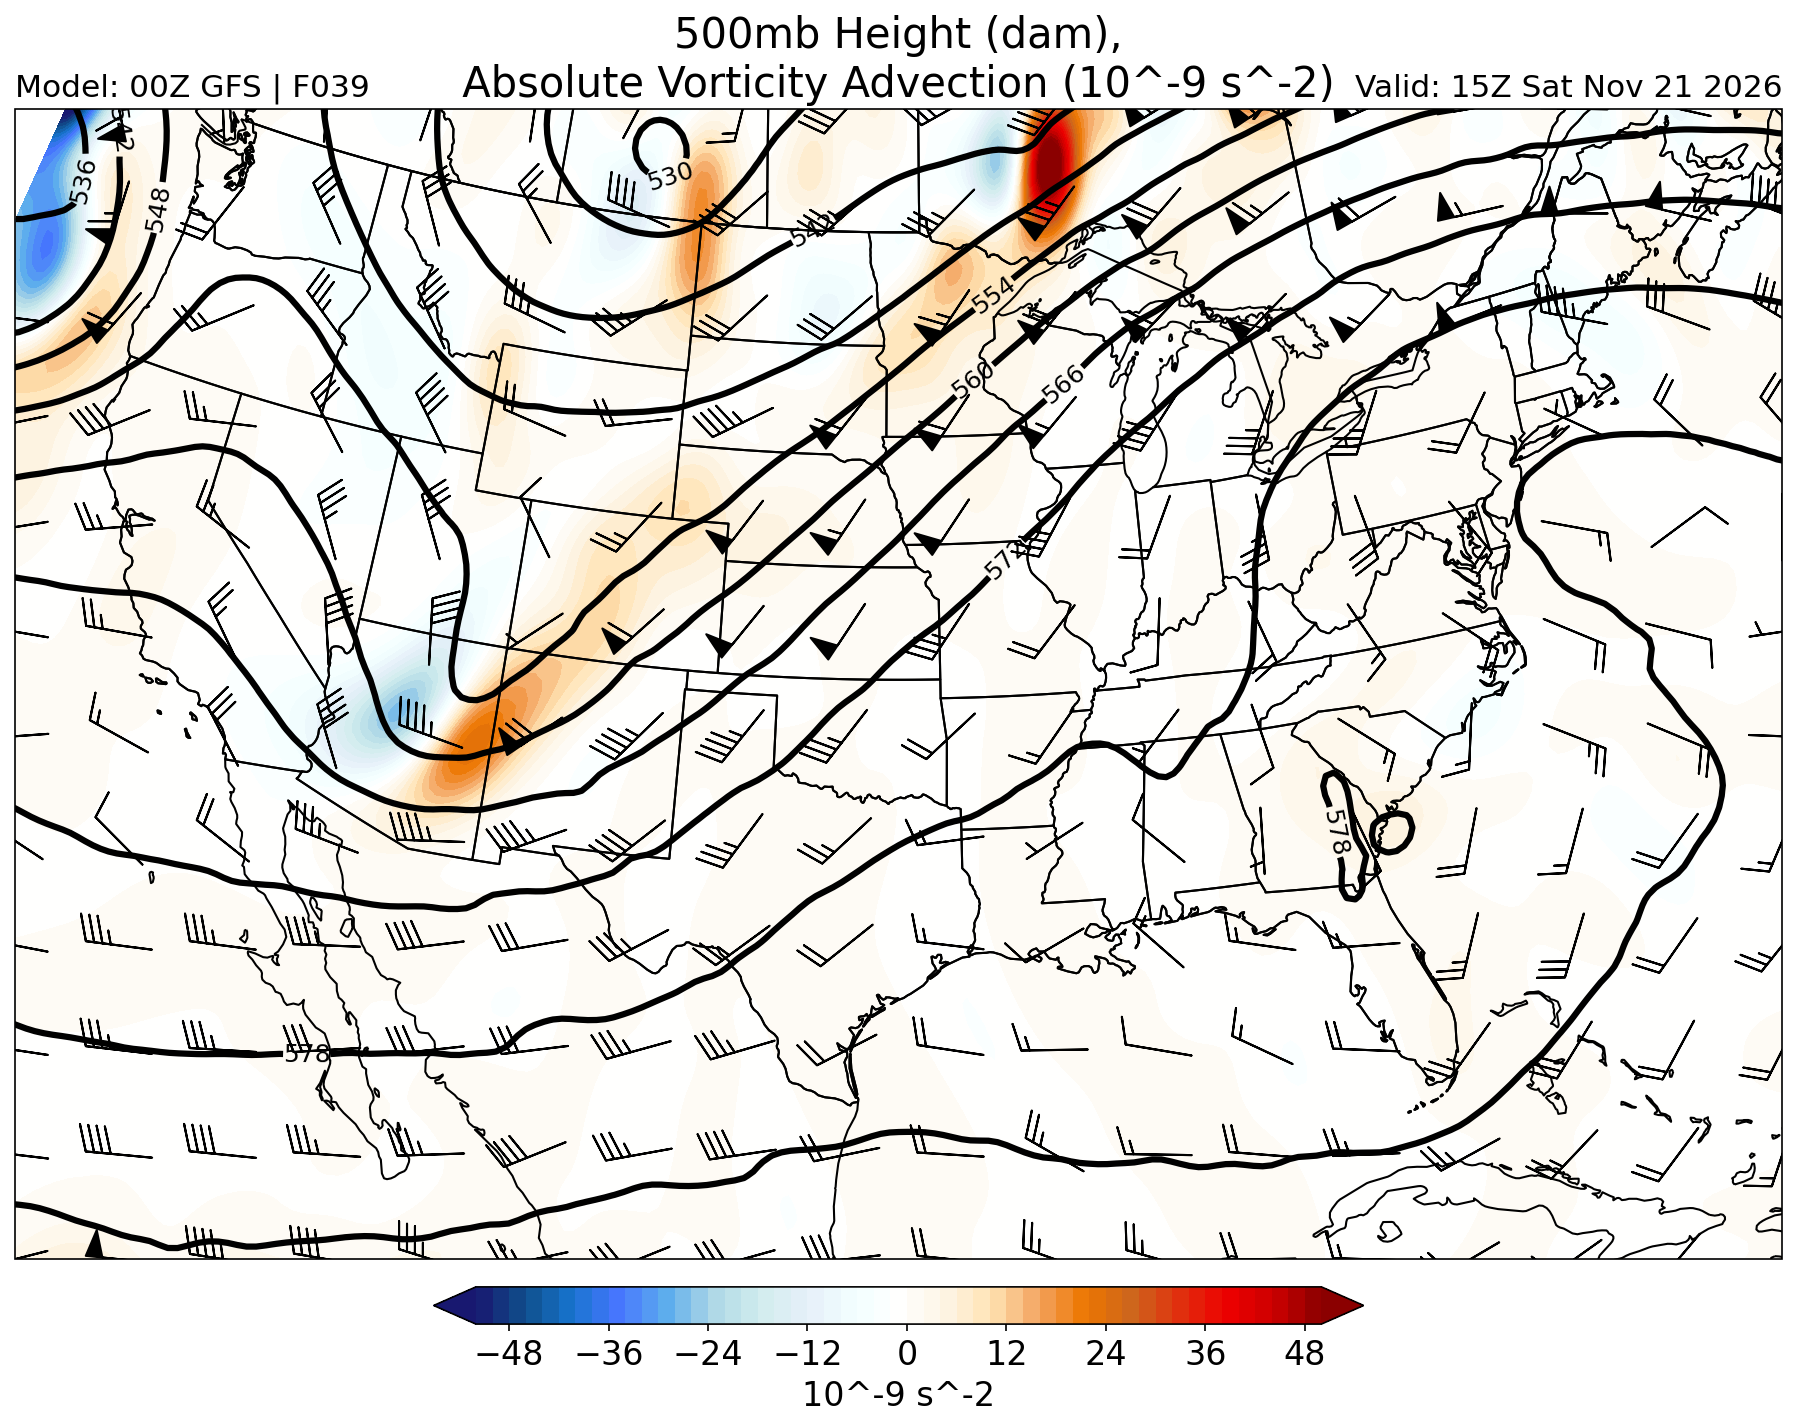 500mb Height (dam),
Model: 00Z GFS | F039
Absolute Vorticity Advection (10^-9 s^-2)
Valid: 15Z Sat Nov 21 2026
542
536
548
530
542
554
560
566
572
578
578
−48 −36 −24 −12 0 12 24 36 48
10^-9 s^-2